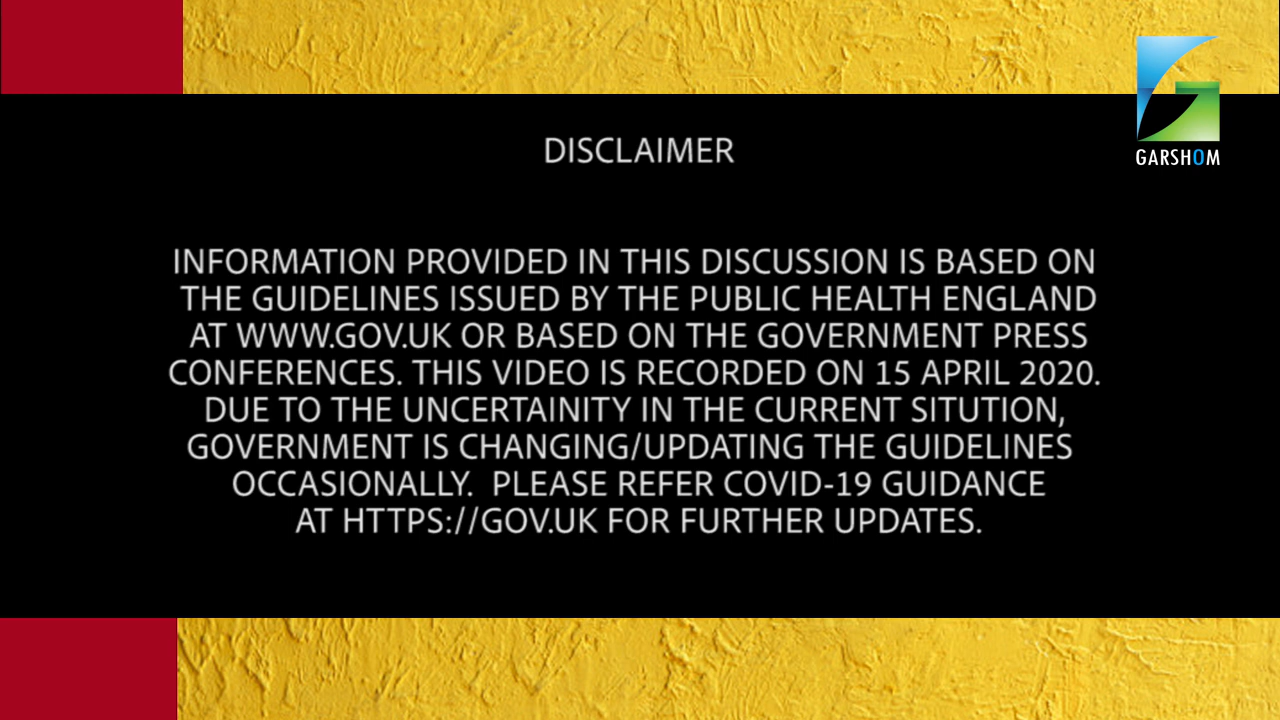 GARSHOM
DISCLAIMER
INFORMATION PROVIDED IN THIS DISCUSSION IS BASED ON
THE GUIDELINES ISSUED BY THE PUBLIC HEALTH ENGLAND
AT WWW.GOV.UK OR BASED ON THE GOVERNMENT PRESS
CONFERENCES. THIS VIDEO IS RECORDED ON 15 APRIL 2020.
DUE TO THE UNCERTAINITY IN THE CURRENT SITUTION,
GOVERNMENT IS CHANGING/UPDATING THE GUIDELINES
OCCASIONALLY.  PLEASE REFER COVID-19 GUIDANCE
AT HTTPS://GOV.UK FOR FURTHER UPDATES.